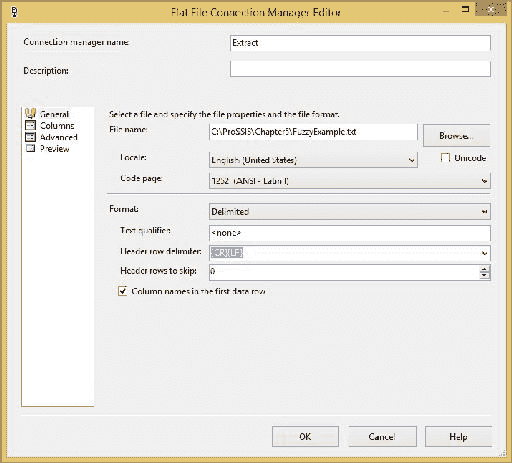 Flat File Connection Manager Editor
Connection manager name:
Extract
Description:
General
Columns
Advanced
Preview
Select a file and specify the file properties and the file format.
File name:
C:\ProSSIS\Chapter5\FuzzyExample.txt
Browse...
Locale:
English (United States)
Unicode
Code page:
1252 (ANSI - Latin I)
Format:
Delimited
Text qualifier:
<none>
Header row delimiter:
{CR}{LF}
Header rows to skip:
0
Column names in the first data row
OK
Cancel
Help